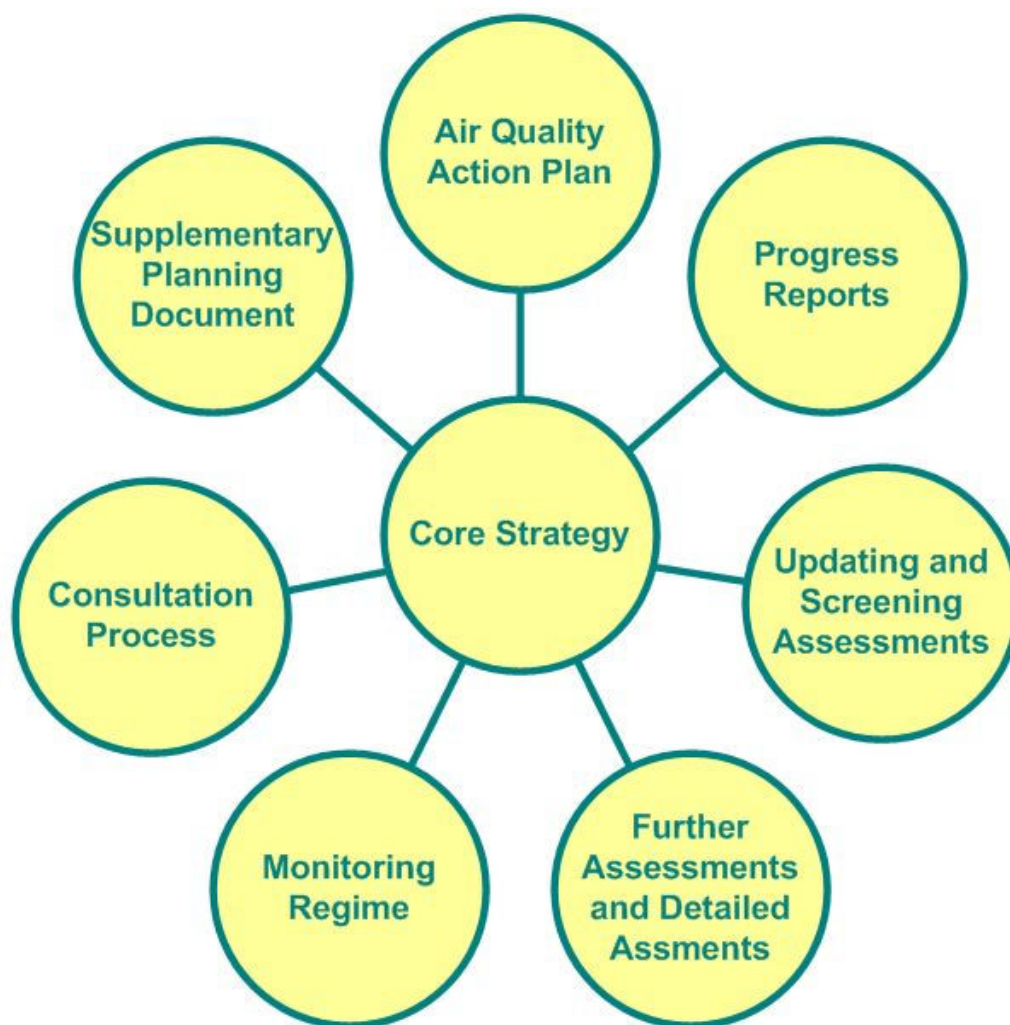 Air Quality
Action Plan
Supplementary
Planning
Document
Progress
Reports
Core Strategy
Consultation
Process
Updating and
Screening
Assessments
Monitoring
Regime
Further
Assessments
and Detailed
Assments